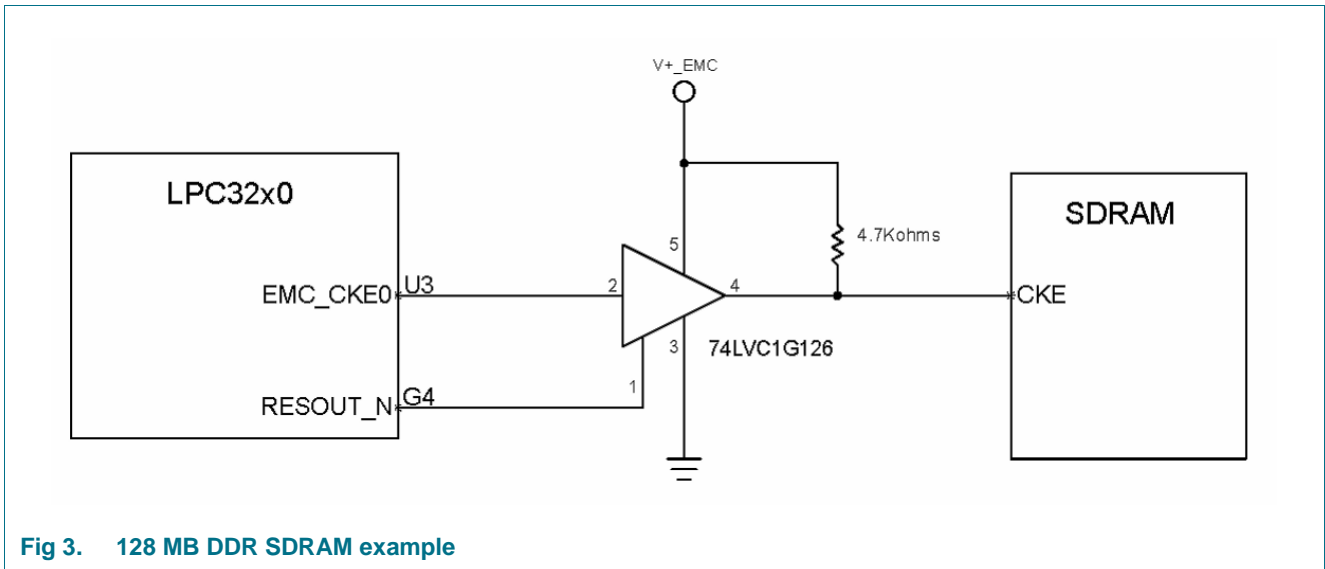 V+_EMC
LPC32x0
SDRAM
5
4.7Kohms
EMC_CKE0 U3
2
4
CKE
3
74LVC1G126
1
RESOUT_N G4
Fig 3. 128 MB DDR SDRAM example